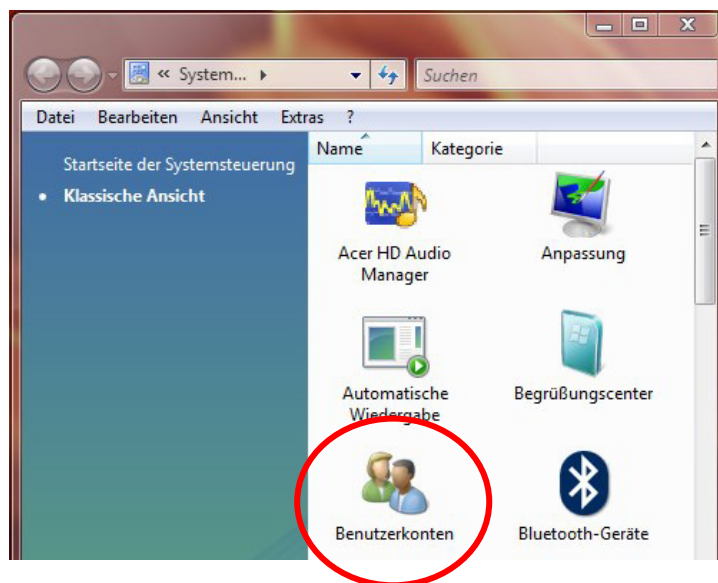 « System...
Suchen
Datei Bearbeiten Ansicht Extras ?
Startseite der Systemsteuerung
• Klassische Ansicht
Name Kategorie
Acer HD Audio
Manager
Anpassung
Automatische
Wiedergabe
Begrüßungscenter
Benutzerkonten
Bluetooth-Geräte